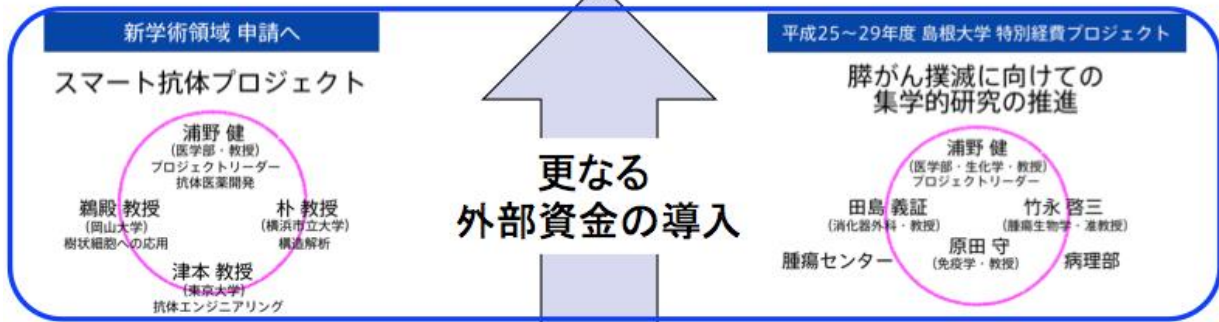 新学術領域 申請へ
スマート抗体プロジェクト
浦野 健
(医学部・教授)
プロジェクトリーダー
抗体医薬開発
鵜殿 教授
(岡山大学)
樹状細胞への応用
朴 教授
(横浜市立大学)
構造解析
津本 教授
(東京大学)
抗体エンジニアリング
更なる
外部資金の導入
平成25～29年度 島根大学 特別経費プロジェクト
膵がん撲滅に向けての
集学的研究の推進
浦野 健
(医学部・生化学・教授)
プロジェクトリーダー
田島 義証
(消化器外科・教授)
竹永 啓三
(腫瘍生物学・准教授)
原田 守
(免疫学・教授)
腫瘍センター
病理部